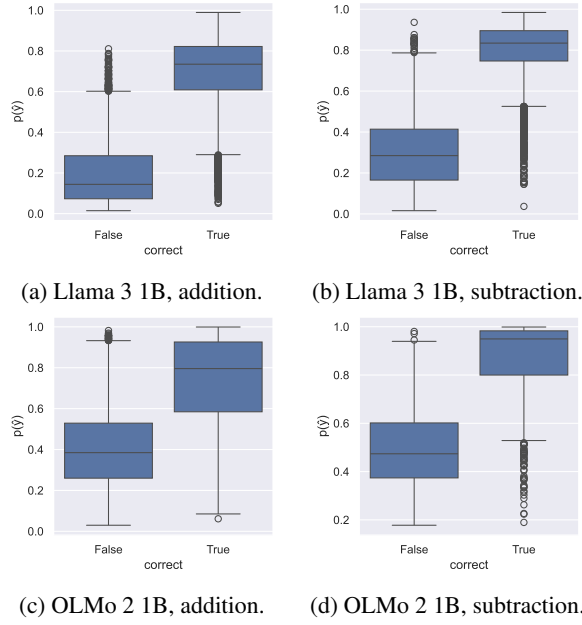 1.0
0.8
0.6
0.4
0.2
0.0
p(ŷ)
False True
correct
0.8
0.6
0.4
0.2
0.0
p(ŷ)
False True
correct
(a) Llama 3 1B, addition.
(b) Llama 3 1B, subtraction.
1.0
0.8
0.6
0.4
0.2
0.0
p(ŷ)
False True
correct
1.0
0.8
0.6
0.4
0.2
p(ŷ)
False True
correct
(c) OLMo 2 1B, addition.
(d) OLMo 2 1B, subtraction.